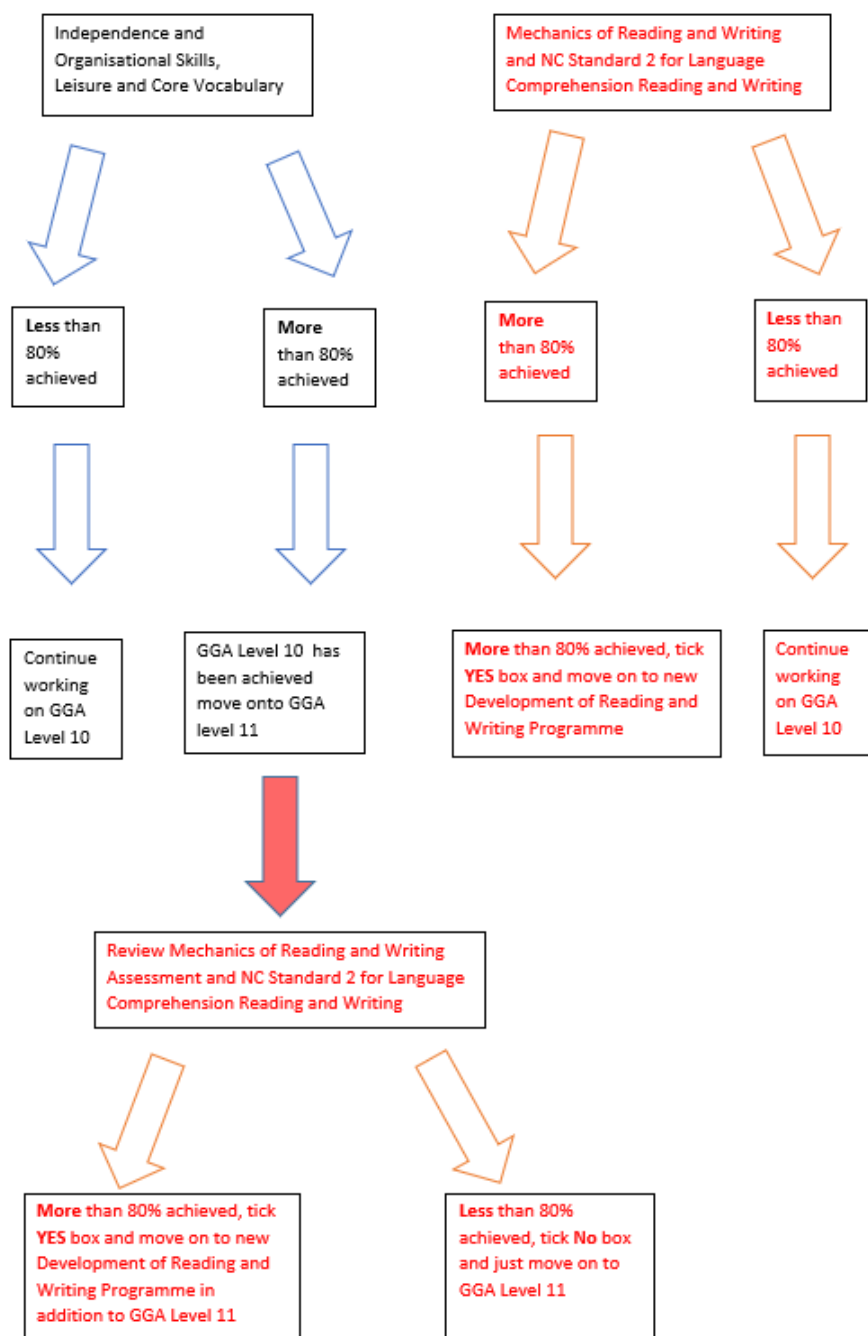 Independence and
Organisational Skills,
Leisure and Core Vocabulary
Mechanics of Reading and Writing
and NC Standard 2 for Language
Comprehension Reading and Writing
Less than
80%
achieved
More
than 80%
achieved
More
than 80%
achieved
Less than
80%
achieved
Continue
working
on GGA
Level 10
GGA Level 10 has
been achieved
move onto GGA
level 11
More than 80% achieved, tick
YES box and move on to new
Development of Reading and
Writing Programme
Continue
working
on GGA
Level 10
Review Mechanics of Reading and Writing
Assessment and NC Standard 2 for Language
Comprehension Reading and Writing
More than 80% achieved, tick
YES box and move on to new
Development of Reading and
Writing Programme in
addition to GGA Level 11
Less than 80%
achieved, tick No box
and just move on to
GGA Level 11